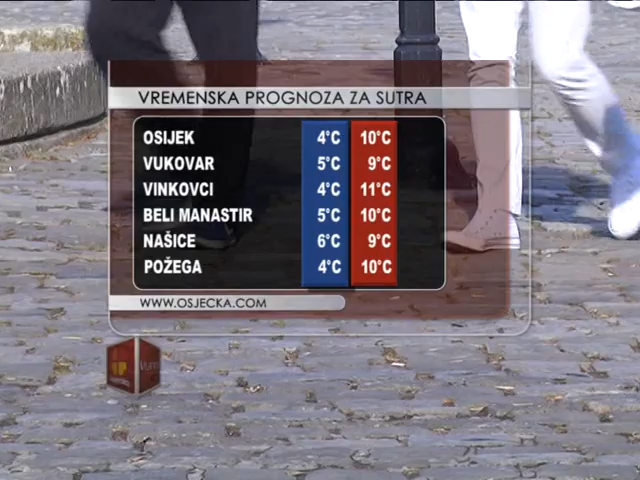 VREMENSKA PROGNOZA ZA SUTRA
OSIJEK 4°C 10°C
VUKOVAR 5°C 9°C
VINKOVCI 4°C 11°C
BELI MANASTIR 5°C 10°C
NAŠICE 6°C 9°C
POŽEGA 4°C 10°C
WWW.OSJECKA.COM